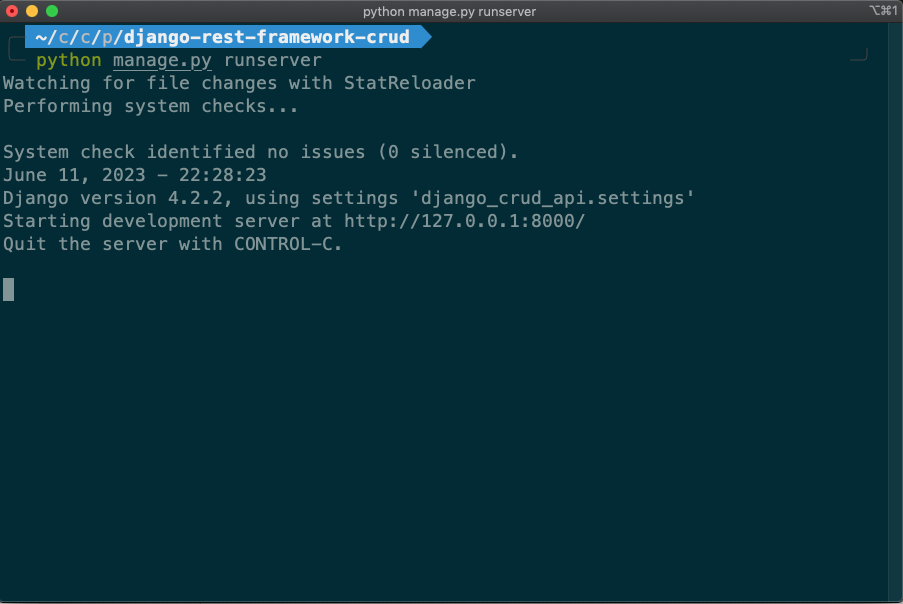 python manage.py runserver
⌥⌘1
~/c/c/p/django-rest-framework-crud
python manage.py runserver
Watching for file changes with StatReloader
Performing system checks...
System check identified no issues (0 silenced).
June 11, 2023 - 22:28:23
Django version 4.2.2, using settings 'django_crud_api.settings'
Starting development server at http://127.0.0.1:8000/
Quit the server with CONTROL-C.